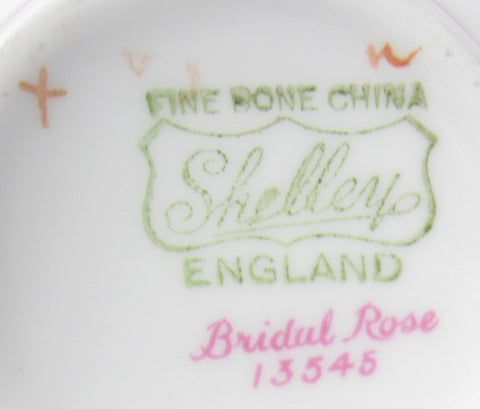 FINE BONE CHINA
Shelley
ENGLAND
Bridal Rose
13545